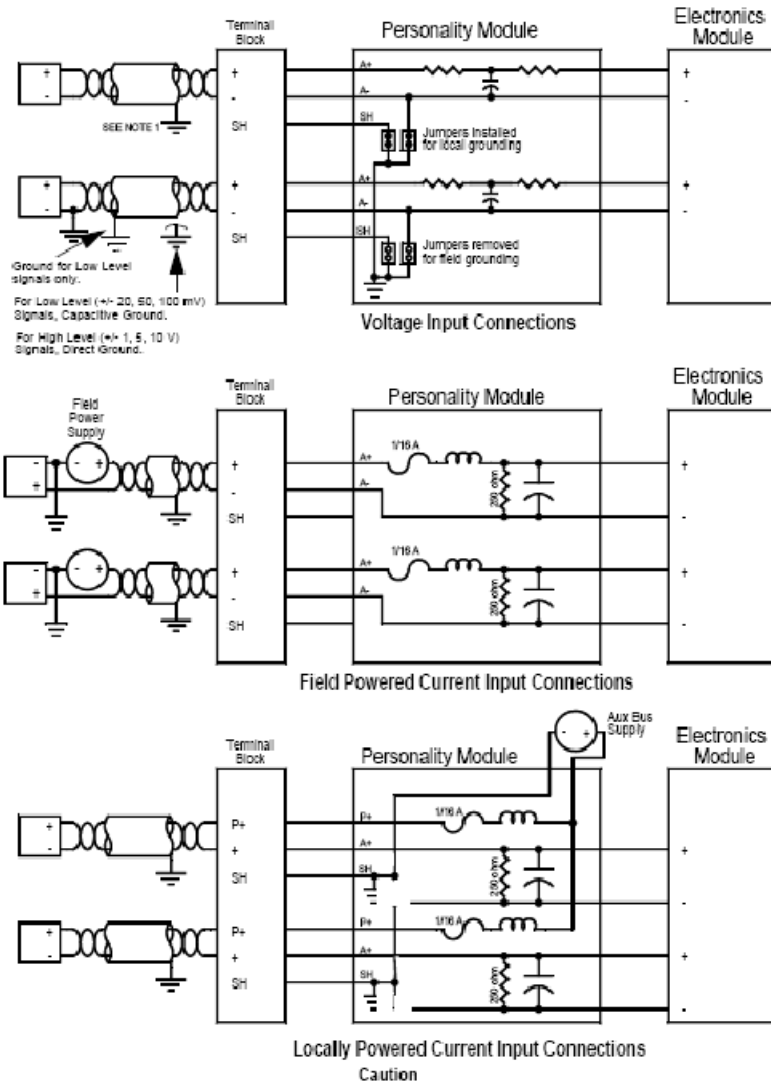 Terminal Block
Personality Module
Electronics Module
+
-
A+
A-
+
-
+
-
SEE NOTE 1
SH
SH
Jumpers installed
for local grounding
+
-
+
-
A+
A-
+
-
SH
SH
Jumpers removed
for field grounding
Ground for Low Level
signals only.
For Low Level (+/- 20, 50, 100 mV)
Signals, Capacitive Ground.
For High Level (+/- 1, 5, 10 V)
Signals, Direct Ground.
Voltage Input Connections
Field Power Supply
Terminal Block
Personality Module
Electronics Module
- +
-
+
+
-
SH
A+
A-
1/16 A
250 ohm
+
-
- +
-
+
+
-
SH
A+
A-
1/16 A
250 ohm
+
-
Field Powered Current Input Connections
Terminal Block
Personality Module
Aux Bus Supply
- +
Electronics Module
+
-
P+
+
SH
P+
A+
SH
1/16 A
250 ohm
+
-
+
-
P+
+
SH
P+
A+
SH
1/16 A
250 ohm
+
-
Locally Powered Current Input Connections
Caution